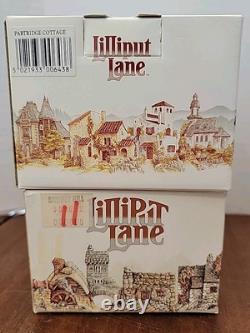 PARTRIDGE COTTAGE
5 021933 006438
Lilliput
Lane
LilliPuT
Lane